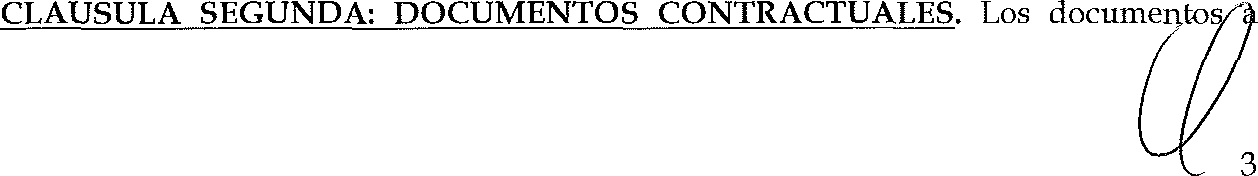 CLAUSULA SEGUNDA: DOCUMENTOS CONTRACTUALES. Los documentos a
3